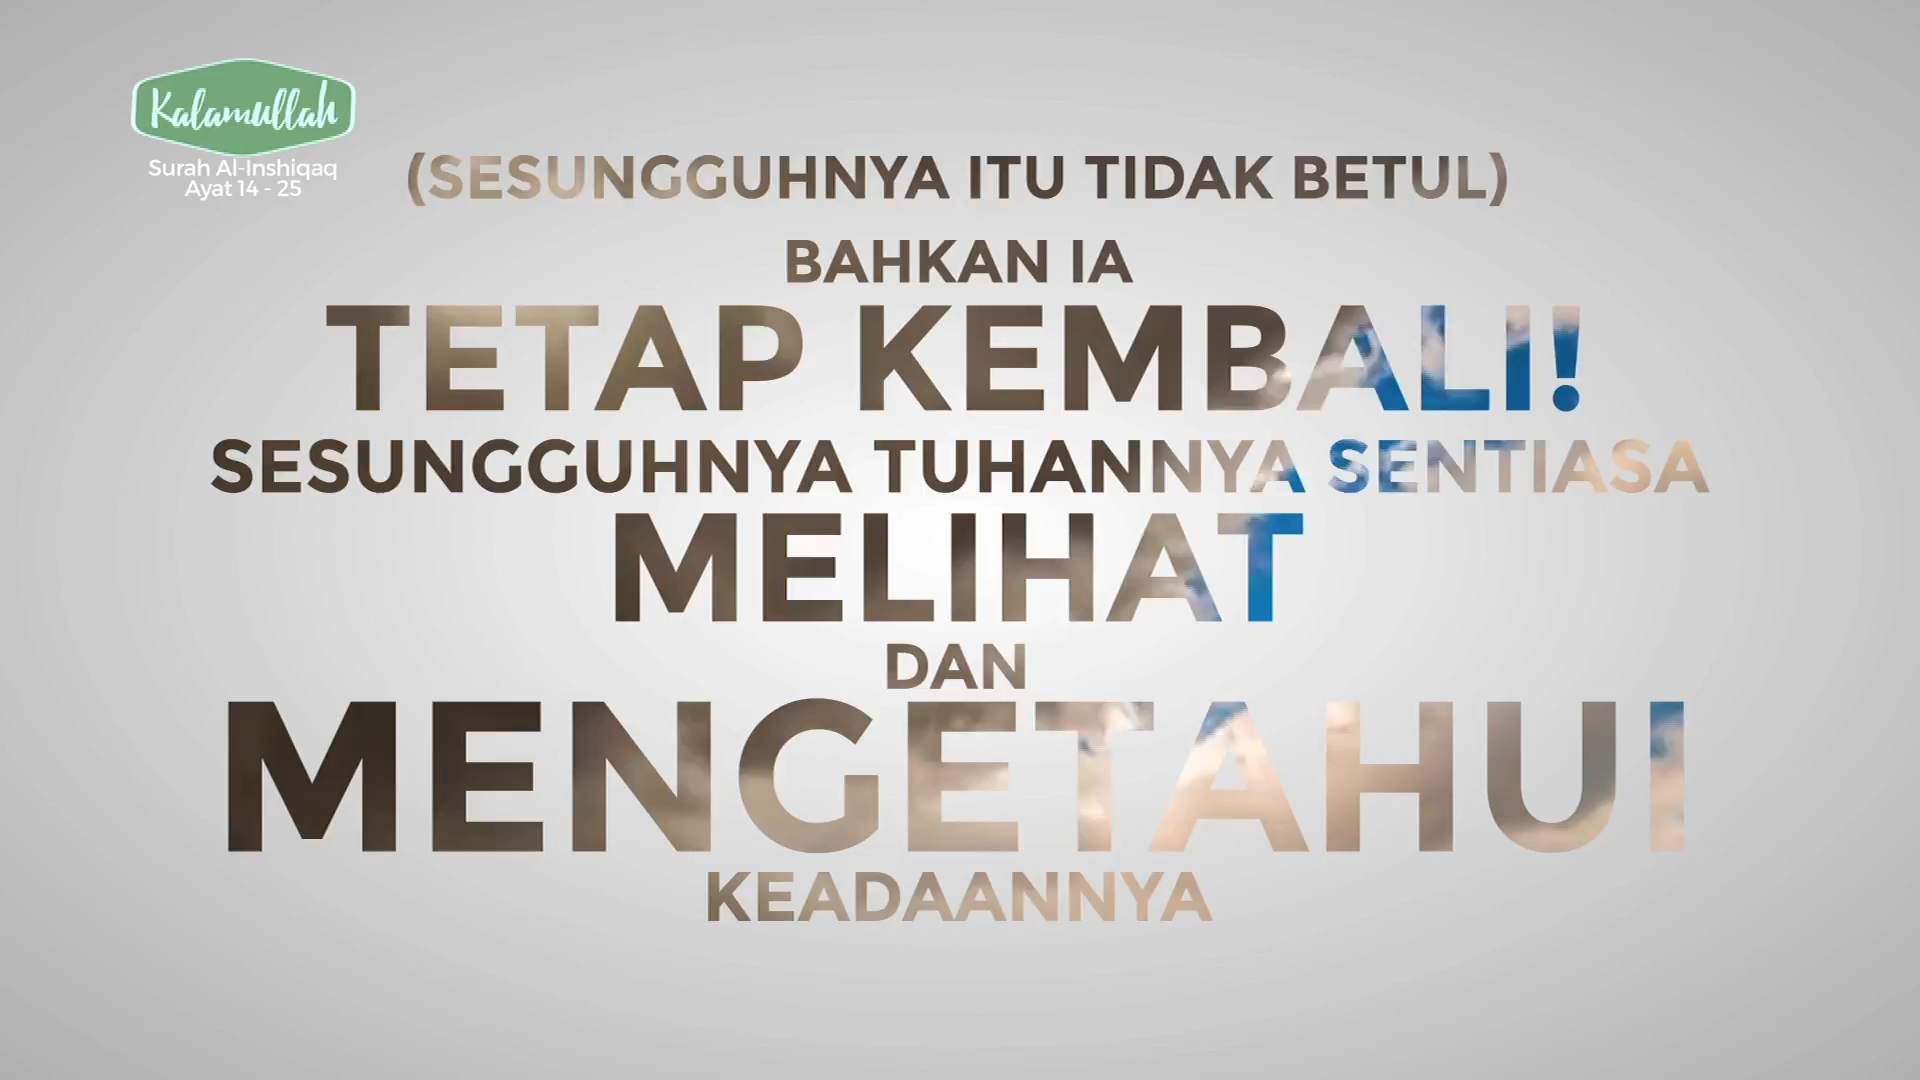 Kalamullah
Surah Al-Inshiqaq
Ayat 14 - 25
(SESUNGGUHNYA ITU TIDAK BETUL)
BAHKAN IA
TETAP KEMBALI!
SESUNGGUHNYA TUHANNYA SENTIASA
MELIHAT
DAN
MENGETAHUI
KEADAANNYA